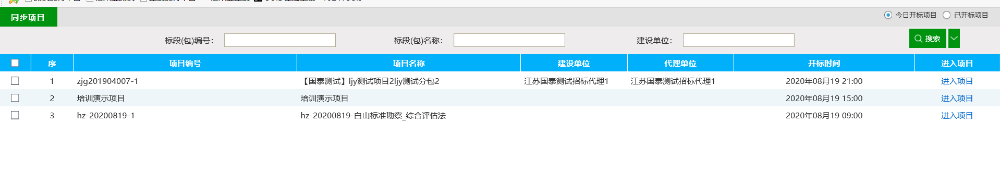 同步项目
今日开标项目 已开标项目
标段(包)编号： 标段(包)名称： 建设单位： 搜索
序 项目编号 项目名称 建设单位 代理单位 开标时间 进入项目
1 zjg201904007-1 【国泰测试】ljy测试项目2ljy测试分包2 江苏国泰测试招标代理1 江苏国泰测试招标代理1 2020年08月19 21:00 进入项目
2 培训演示项目 培训演示项目 2020年08月19 15:00 进入项目
3 hz-20200819-1 hz-20200819-白山标准勘察_综合评估法 2020年08月19 09:00 进入项目